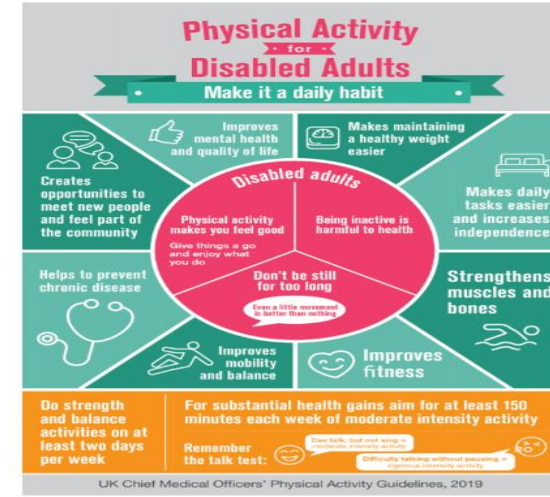 Physical Activity
for
Disabled Adults
Make it a daily habit
Improves
mental health
and quality of life
Makes maintaining
a healthy weight
easier
Creates
opportunities to
meet new people
and feel part of
the community
Disabled adults
Makes daily
tasks easier
and increases
independence
Physical activity
makes you feel good
Give things a go
and enjoy what
you do
Being inactive is
harmful to health
Don't be still
for too long
Even a little movement
is better than nothing
Helps to prevent
chronic disease
Strengthens
muscles and
bones
Improves
mobility
and balance
Improves
fitness
Do strength
and balance
activities on at
least two days
per week
For substantial health gains aim for at least 150
minutes each week of moderate intensity activity
Remember
the talk test:
Can talk, but not sing =
moderate intensity activity
Difficulty talking without pausing =
vigorous intensity activity
UK Chief Medical Officers' Physical Activity Guidelines, 2019